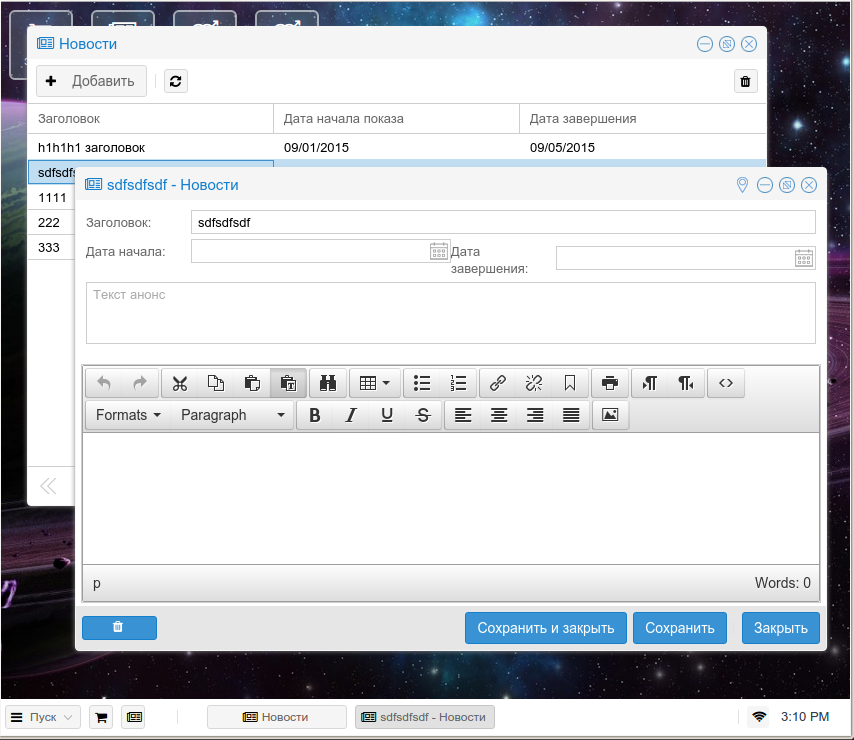 Новости
Добавить
Заголовок Дата начала показа Дата завершения
h1h1h1 заголовок 09/01/2015 09/05/2015
sdfsdfs
1111
222
333
sdfsdfsdf - Новости
Заголовок: sdfsdfsdf
Дата начала: Дата завершения:
Текст анонс
Formats Paragraph B I U S
p Words: 0
Сохранить и закрыть Сохранить Закрыть
Пуск Новости sdfsdfsdf - Новости 3:10 PM